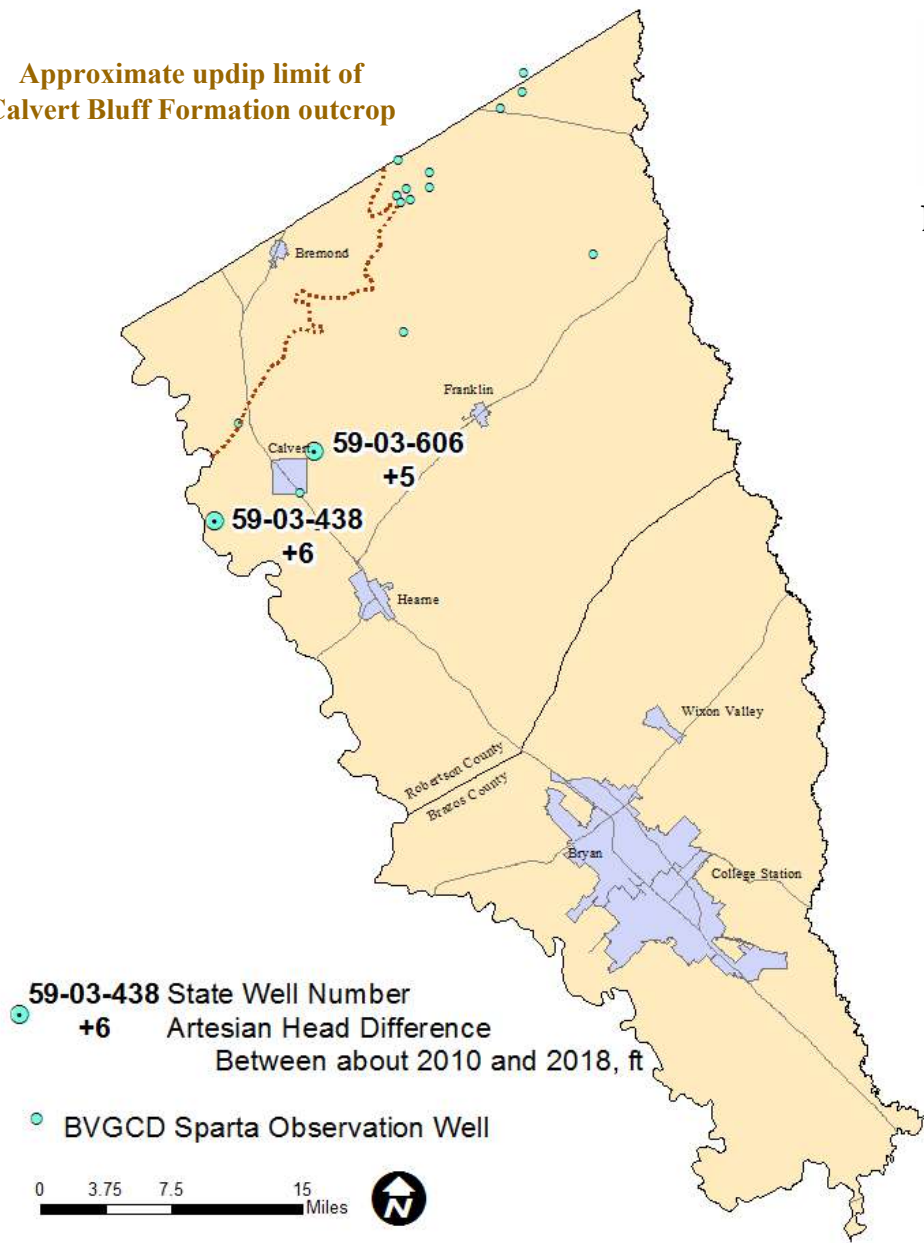 Approximate updip limit of
Calvert Bluff Formation outcrop
Bremond
Franklin
Calvert
59-03-606
+5
59-03-438
+6
Hearne
Wixon Valley
Robertson County
Brazos County
Bryan
College Station
59-03-438 State Well Number
+6 Artesian Head Difference
Between about 2010 and 2018, ft
BVGCD Sparta Observation Well
0 3.75 7.5 15
Miles
N